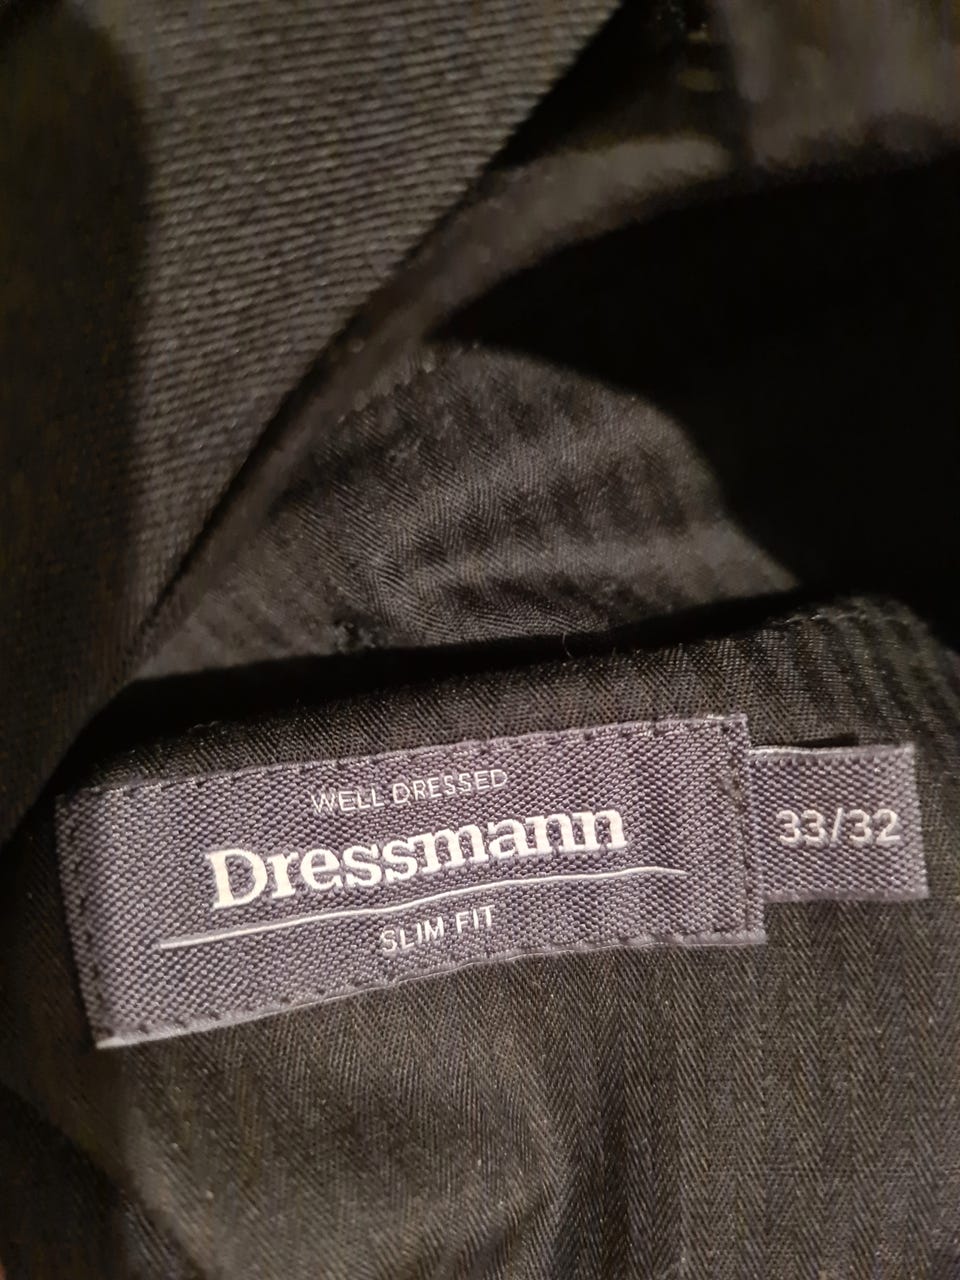 WELL DRESSED
Dressmann
SLIM FIT
33/32